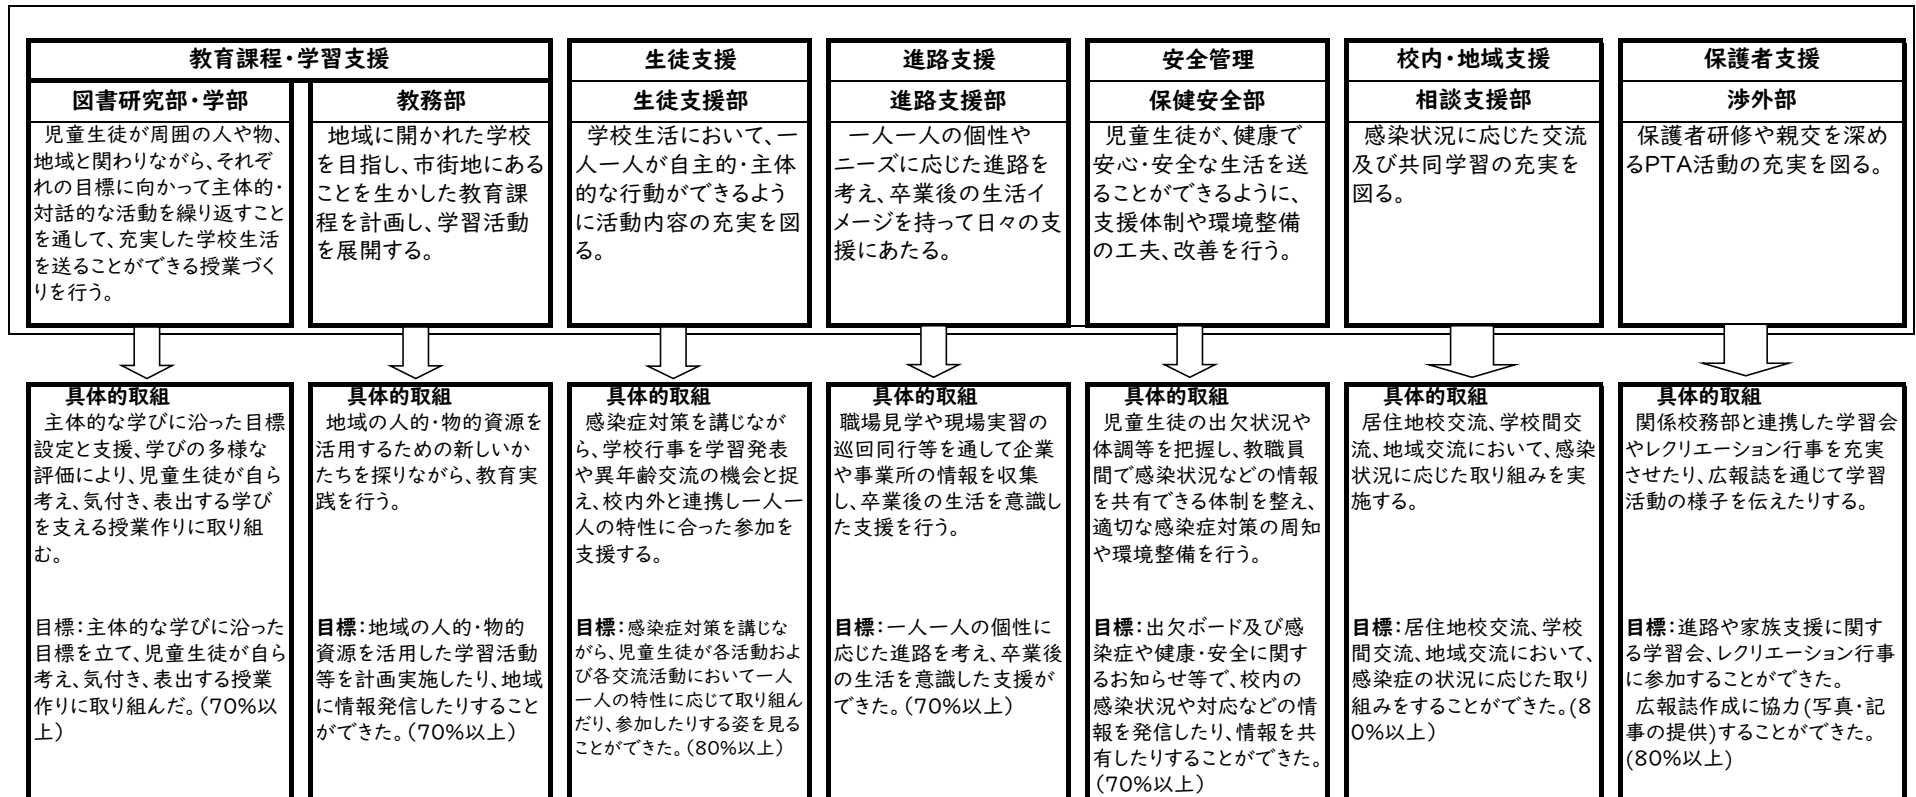 教育課程・学習支援
図書研究部・学部
児童生徒が周囲の人や物、
地域と関わりながら、それぞ
れの目標に向かって主体的・
対話的な活動を繰り返すこと
を通して、充実した学校生活
を送ることができる授業づく
りを行う。
教務部
地域に開かれた学校
を目指し、市街地にある
ことを生かした教育課
程を計画し、学習活動
を展開する。
生徒支援
生徒支援部
学校生活において、一
人一人が自主的・主体
的な行動ができるよう
に活動内容の充実を図
る。
進路支援
進路支援部
一人一人の個性や
ニーズに応じた進路を
考え、卒業後の生活イ
メージを持って日々の支
援にあたる。
安全管理
保健安全部
児童生徒が、健康で
安心・安全な生活を送
ることができるように、
支援体制や環境整備
の工夫、改善を行う。
校内・地域支援
相談支援部
感染状況に応じた交流
及び共同学習の充実を
図る。
保護者支援
渉外部
保護者研修や親交を深め
るPTA活動の充実を図る。
具体的取組
主体的な学びに沿った目標
設定と支援、学びの多様な
評価により、児童生徒が自ら
考え、気付き、表出する学び
を支える授業作りに取り組
む。
目標：主体的な学びに沿った
目標を立て、児童生徒が自ら
考え、気付き、表出する授業
作りに取り組んだ。（70%以
上）
具体的取組
地域の人的・物的資源を
活用するための新しいか
たちを探りながら、教育実
践を行う。
目標：地域の人的・物的
資源を活用した学習活動
等を計画実施したり、地域
に情報発信したりすること
ができた。（70%以上）
具体的取組
感染症対策を講じなが
ら、学校行事を学習発表
や異年齢交流の機会と捉
え、校内外と連携し一人一
人の特性に合った参加を
支援する。
目標：感染症対策を講じな
がら、児童生徒が各活動およ
び各交流活動において一人
一人の特性に応じて取り組ん
だり、参加したりする姿を見る
ことができた。（80%以上）
具体的取組
職場見学や現場実習の
巡回同行等を通して企業
や事業所の情報を収集
し、卒業後の生活を意識し
た支援を行う。
目標：一人一人の個性に
応じた進路を考え、卒業後
の生活を意識した支援が
できた。（70%以上）
具体的取組
児童生徒の出欠状況や
体調等を把握し、教職員
間で感染状況などの情報
を共有できる体制を整え、
適切な感染症対策の周知
や環境整備を行う。
目標：出欠ボード及び感
染症や健康・安全に関す
るお知らせ等で、校内の
感染状況や対応などの情
報を発信したり、情報を共
有したりすることができた。
（70%以上）
具体的取組
居住地校交流、学校間交
流、地域交流において、感染
状況に応じた取り組みを実
施する。
目標：居住地校交流、学校
間交流、地域交流において、
感染症の状況に応じた取り
組みをすることができた。(8
0%以上)
具体的取組
関係校務部と連携した学習会
やレクリエーション行事を充実
させたり、広報誌を通じて学習
活動の様子を伝えたりする。
目標：進路や家族支援に関す
る学習会、レクリエーション行事
に参加することができた。
広報誌作成に協力(写真・記
事の提供)することができた。
(80%以上)